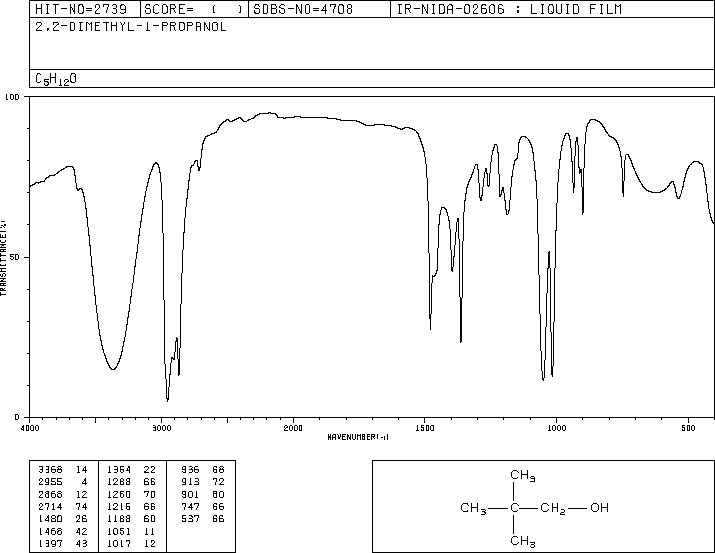 HIT-NO=2739 SCORE= ( ) SDBS-NO=4708 IR-NIDA-02606 : LIQUID FILM
2,2-DIMETHYL-1-PROPANOL
C5H12O
100
50
0
TRANSMITTANCE(%)
4000 3000 2000 1500 1000 500
WAVENUMBER(-1)
3368 14 1364 22 936 68
2955 4 1288 66 913 72
2868 12 1260 70 901 60
2714 74 1216 66 747 66
1480 26 1188 60 537 66
1466 42 1051 11
1397 43 1017 12
CH3
CH3-C-CH2-OH
CH3